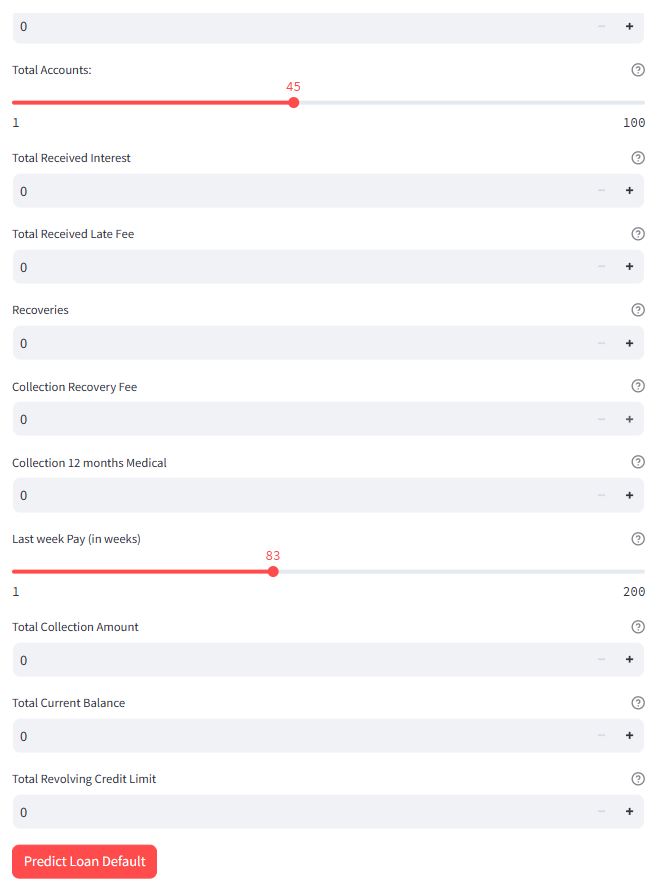 0
Total Accounts:
45
1 100
Total Received Interest
0
Total Received Late Fee
0
Recoveries
0
Collection Recovery Fee
0
Collection 12 months Medical
0
Last week Pay (in weeks)
83
1 200
Total Collection Amount
0
Total Current Balance
0
Total Revolving Credit Limit
0
Predict Loan Default